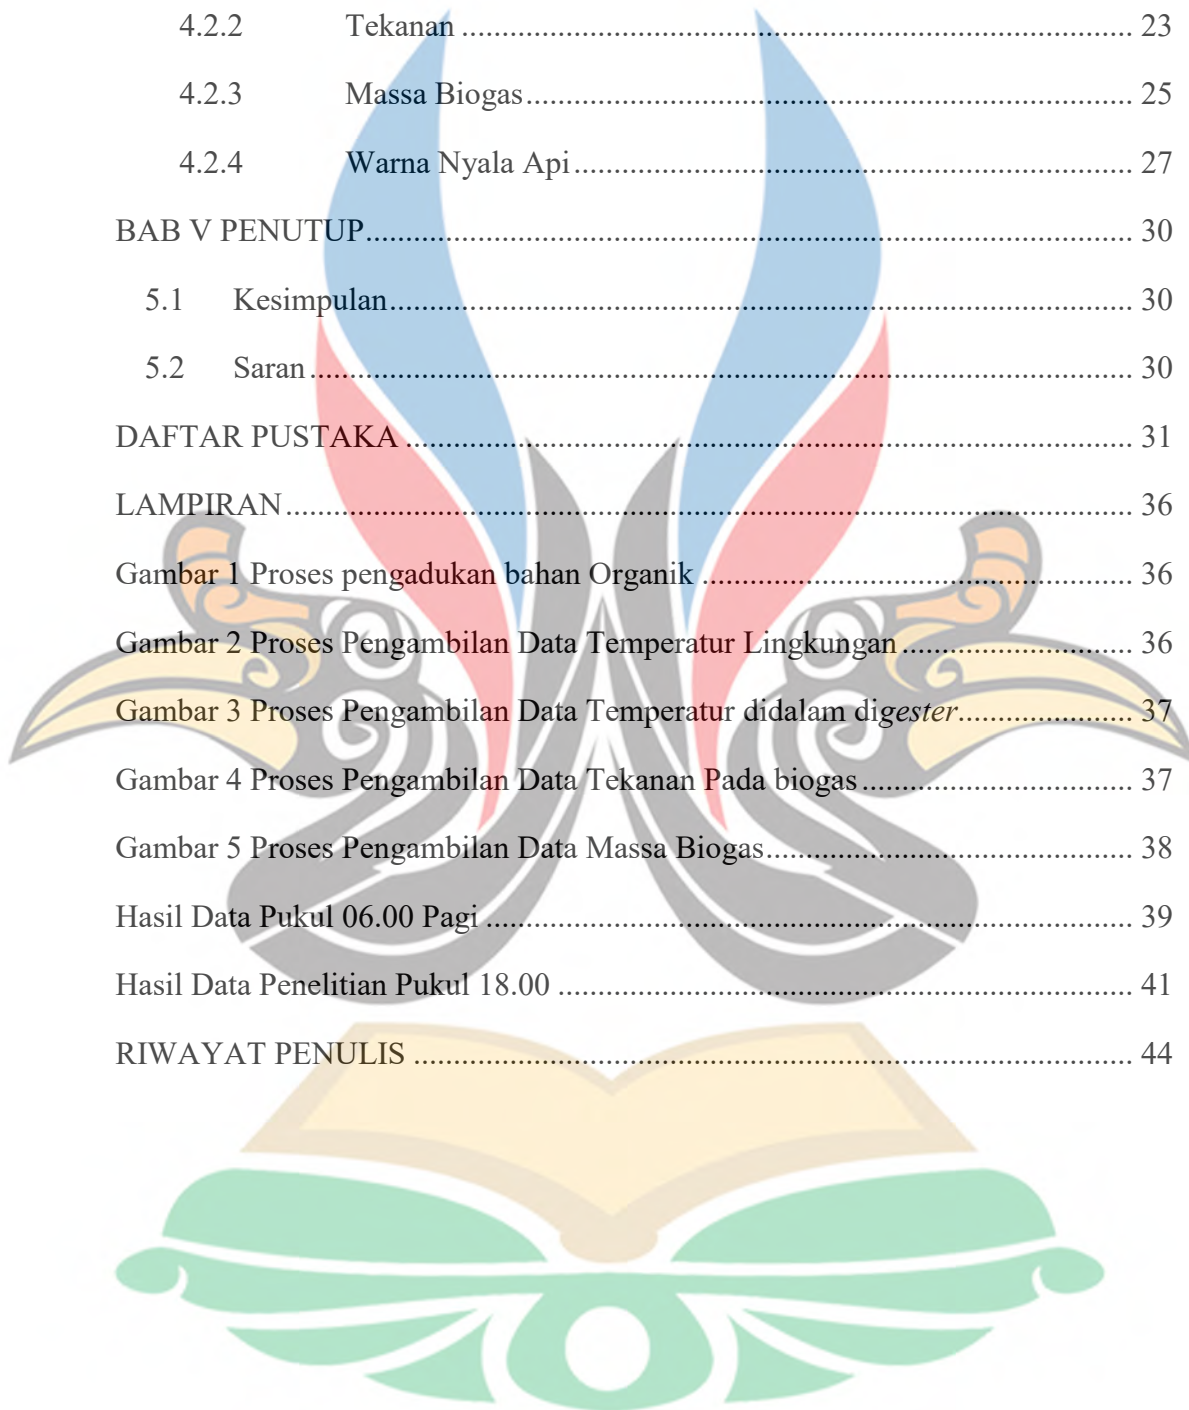 4.2.2 Tekanan ........................................................................ 23
4.2.3 Massa Biogas ................................................................. 25
4.2.4 Warna Nyala Api ............................................................ 27
BAB V PENUTUP .................................................................................. 30
5.1 Kesimpulan ................................................................................ 30
5.2 Saran ........................................................................................ 30
DAFTAR PUSTAKA .............................................................................. 31
LAMPIRAN ........................................................................................... 36
Gambar 1 Proses pengadukan bahan Organik .............................................. 36
Gambar 2 Proses Pengambilan Data Temperatur Lingkungan ......................... 36
Gambar 3 Proses Pengambilan Data Temperatur didalam digester................... 37
Gambar 4 Proses Pengambilan Data Tekanan Pada biogas ............................. 37
Gambar 5 Proses Pengambilan Data Massa Biogas....................................... 38
Hasil Data Pukul 06.00 Pagi ..................................................................... 39
Hasil Data Penelitian Pukul 18.00 ............................................................. 41
RIWAYAT PENULIS ............................................................................. 44